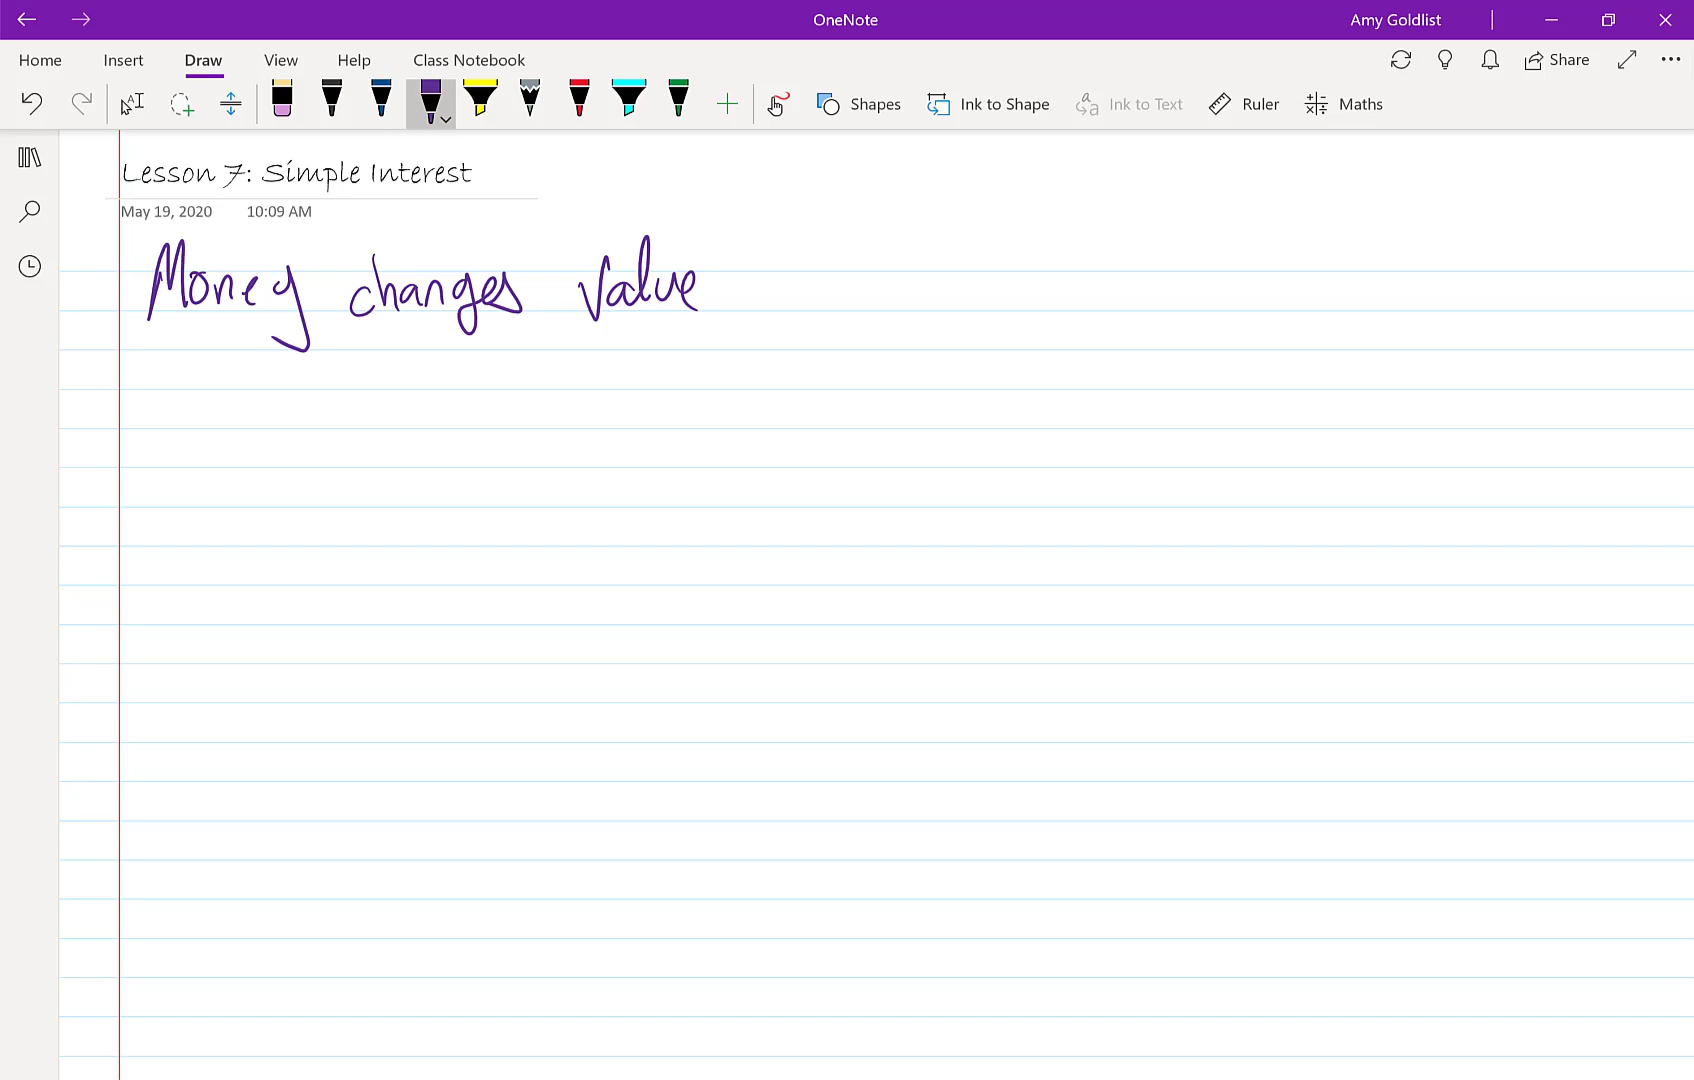 OneNote
Amy Goldlist
Home Insert Draw View Help Class Notebook
Share
Shapes Ink to Shape Ink to Text Ruler Maths
Lesson 7: Simple Interest
May 19, 2020 10:09 AM
Money changes value